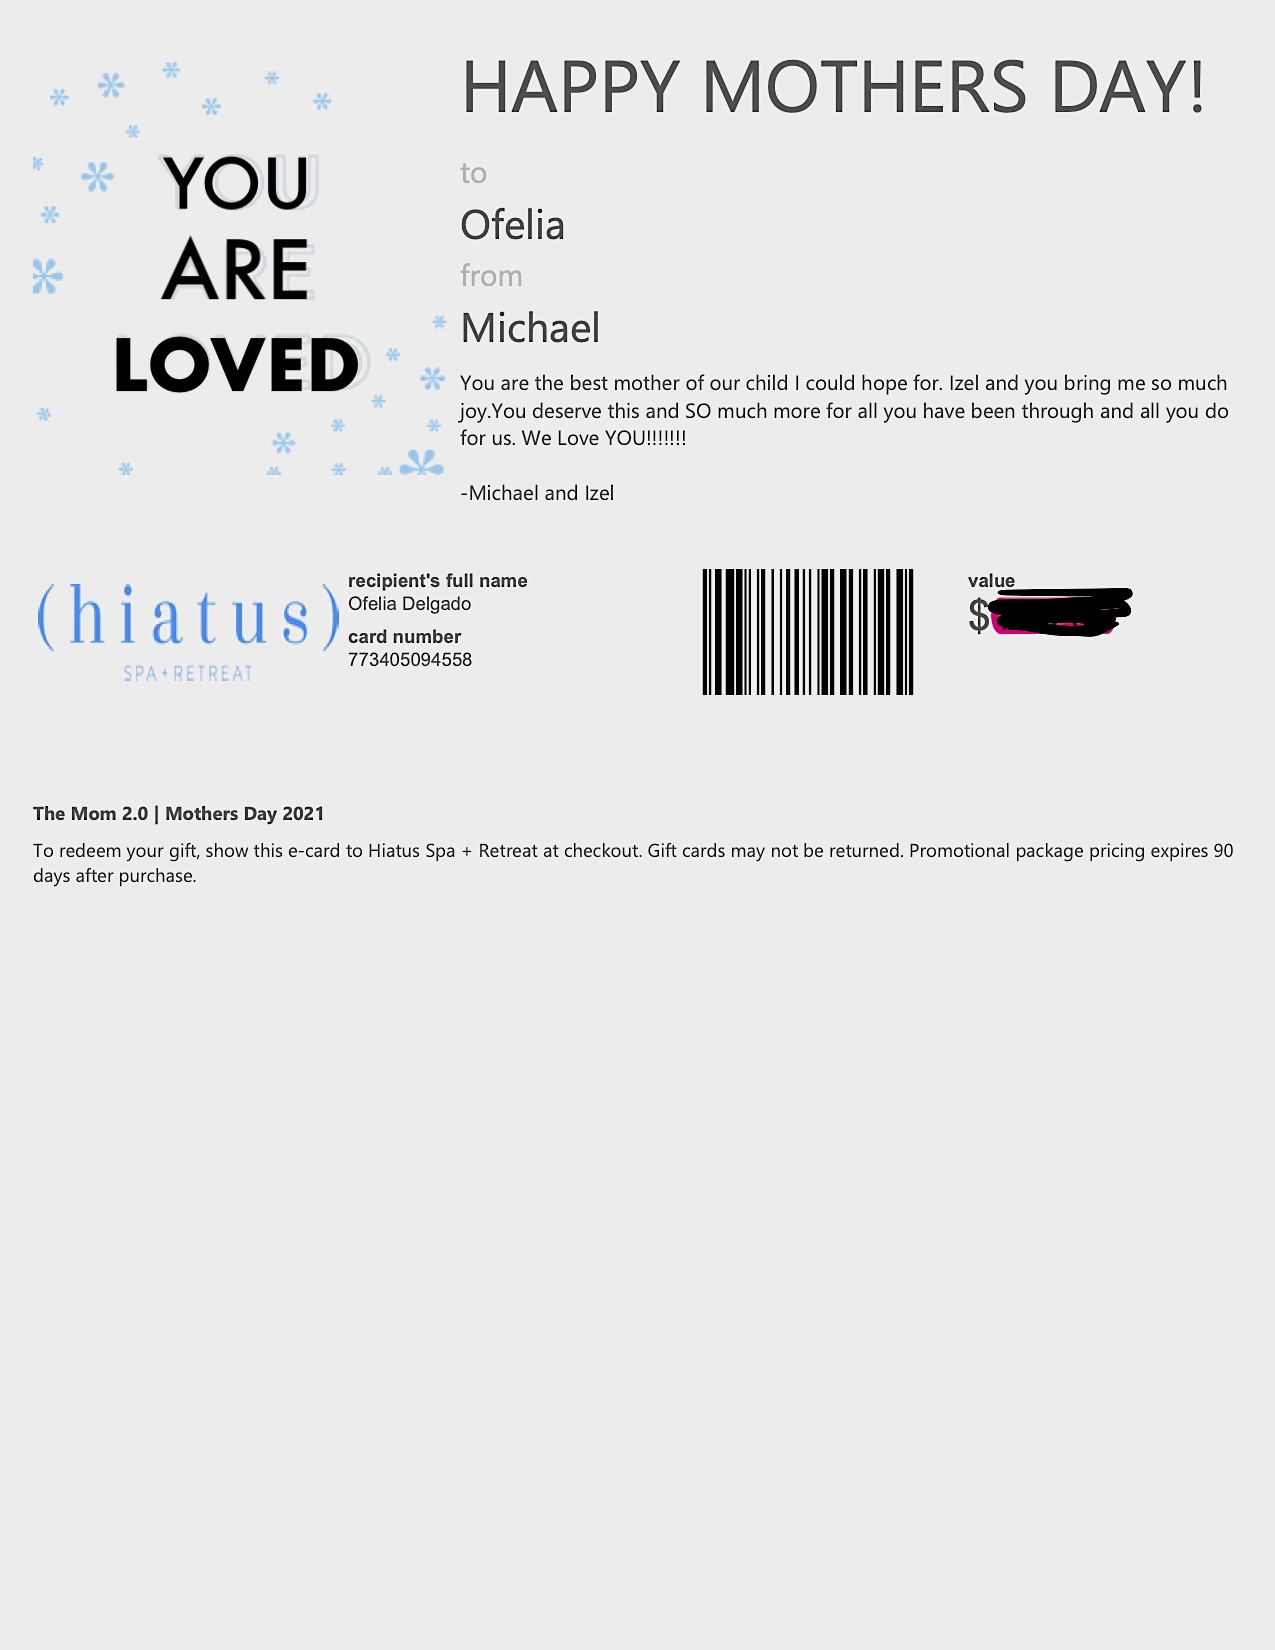 HAPPY MOTHERS DAY!
YOU
ARE
LOVED
to
Ofelia
from
Michael
You are the best mother of our child I could hope for. Izel and you bring me so much
joy.You deserve this and SO much more for all you have been through and all you do
for us. We Love YOU!!!!!!!
-Michael and Izel
(hiatus)
SPA + RETREAT
recipient's full name
Ofelia Delgado
card number
773405094558
value
$
The Mom 2.0 | Mothers Day 2021
To redeem your gift, show this e-card to Hiatus Spa + Retreat at checkout. Gift cards may not be returned. Promotional package pricing expires 90
days after purchase.